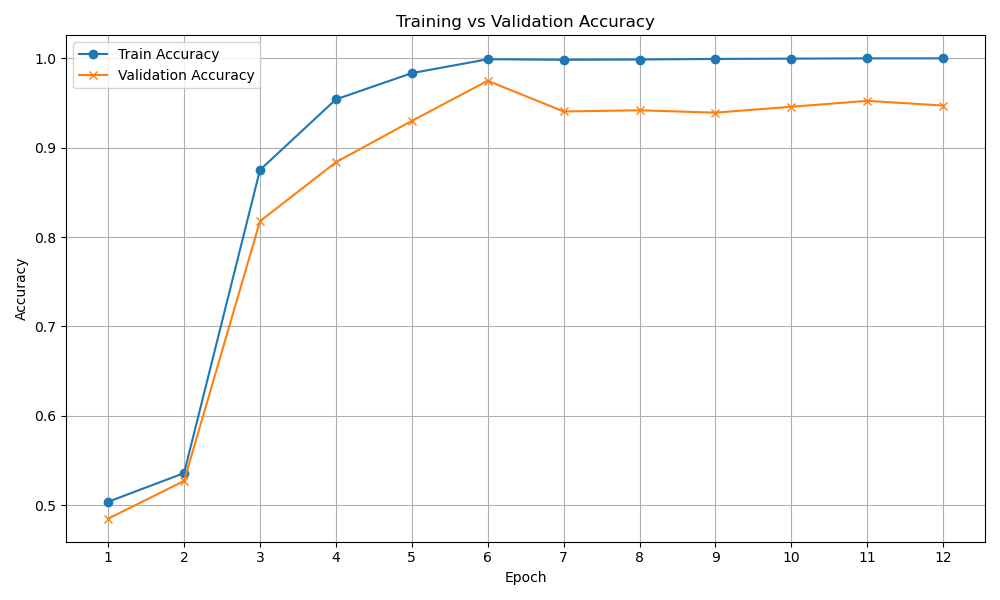 Training vs Validation Accuracy
Train Accuracy
Validation Accuracy
1.0
0.9
0.8
0.7
0.6
0.5
Accuracy
1 2 3 4 5 6 7 8 9 10 11 12
Epoch